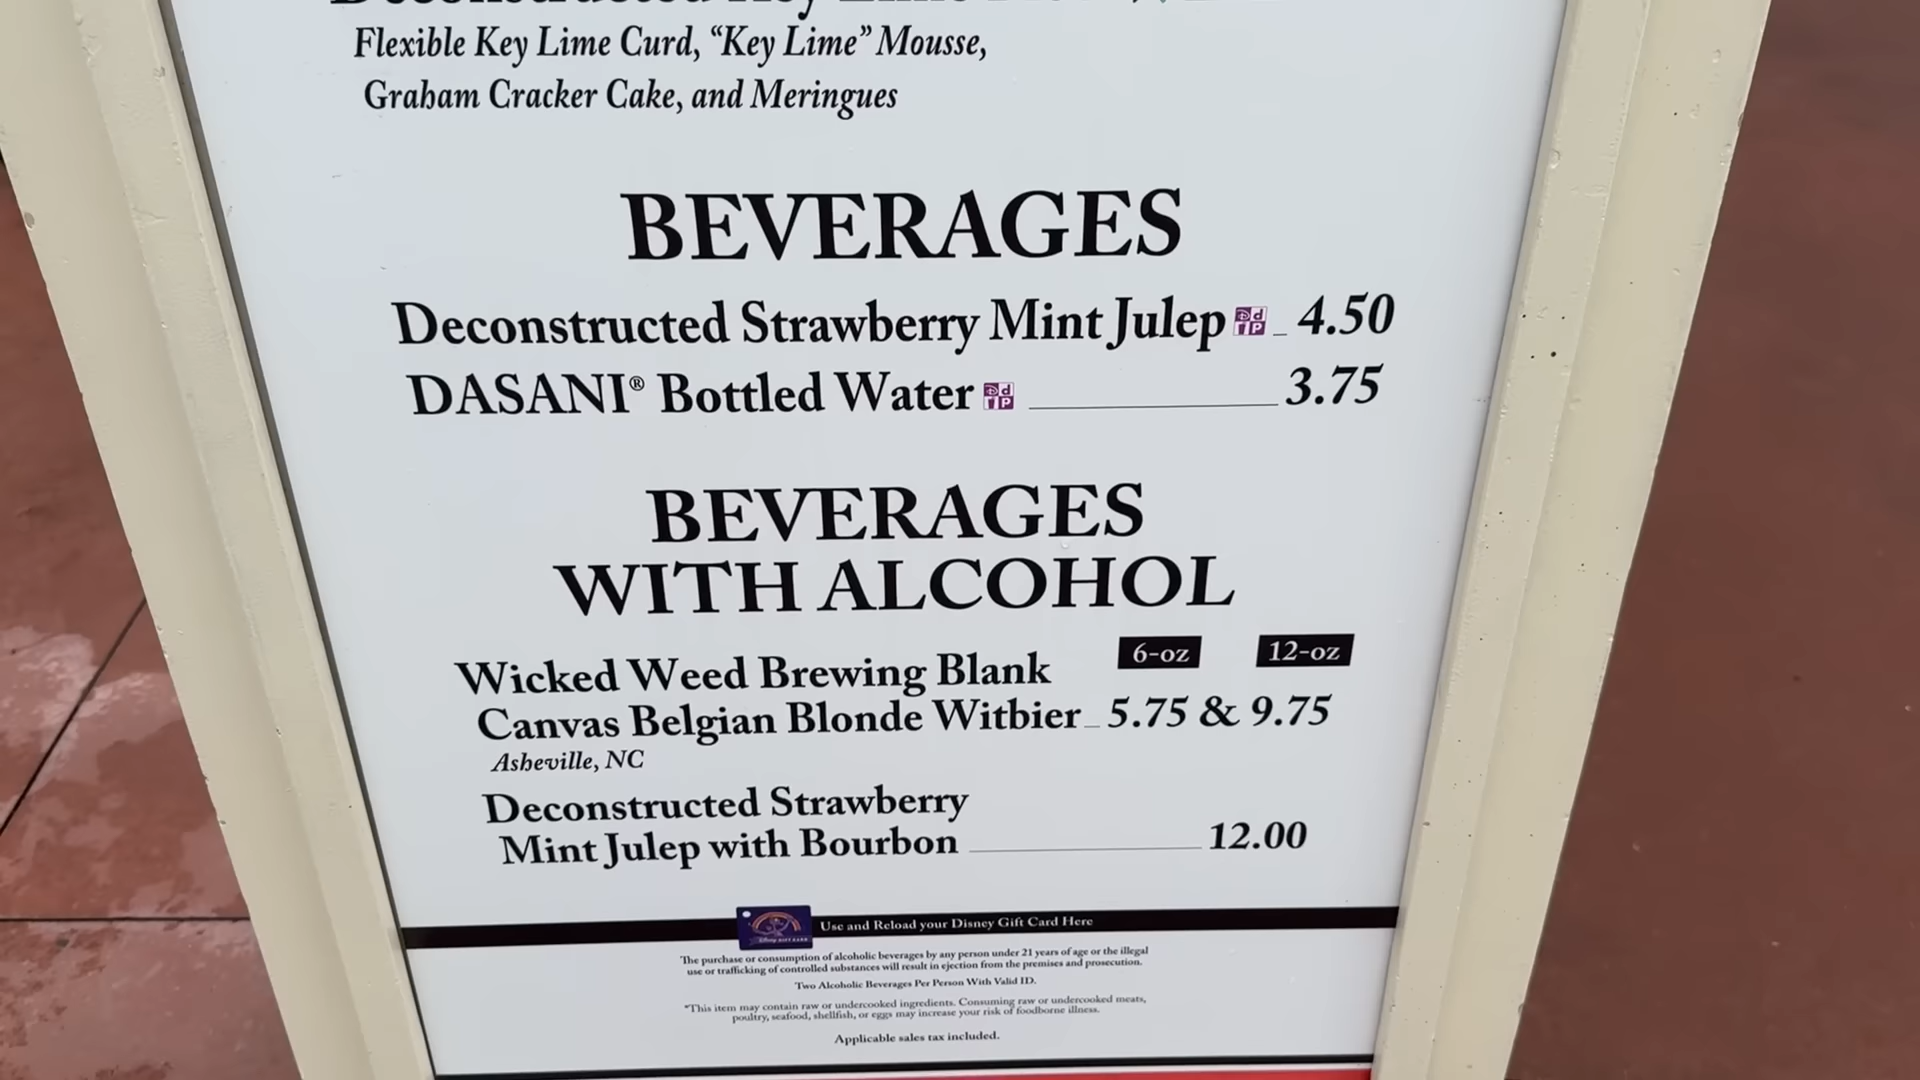 Deconstructed Key Lime Pie
Flexible Key Lime Curd, “Key Lime” Mousse,
Graham Cracker Cake, and Meringues
BEVERAGES
Deconstructed Strawberry Mint Julep 4.50
DASANI® Bottled Water 3.75
BEVERAGES
WITH ALCOHOL
6-oz 12-oz
Wicked Weed Brewing Blank
Canvas Belgian Blonde Witbier 5.75 & 9.75
Asheville, NC
Deconstructed Strawberry
Mint Julep with Bourbon 12.00
Use and Reload your Disney Gift Card Here
The purchase or consumption of alcoholic beverages by any person under 21 years of age or the illegal
use or trafficking of controlled substances will result in ejection from the premises and prosecution.
Two Alcoholic Beverages Per Person With Valid ID.
*This item may contain raw or undercooked ingredients. Consuming raw or undercooked meats,
poultry, seafood, shellfish, or eggs may increase your risk of foodborne illness.
Applicable sales tax included.